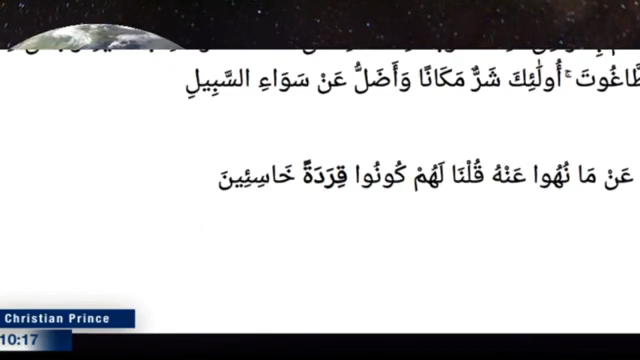 طَّاغُوتَ ۚ أُولَٰئِكَ شَرٌّ مَكَانًا وَأَضَلُّ عَنْ سَوَاءِ السَّبِيلِ
عَنْ مَا نُهُوا عَنْهُ قُلْنَا لَهُمْ كُونُوا قِرَدَةً خَاسِئِينَ
Christian Prince
10:17